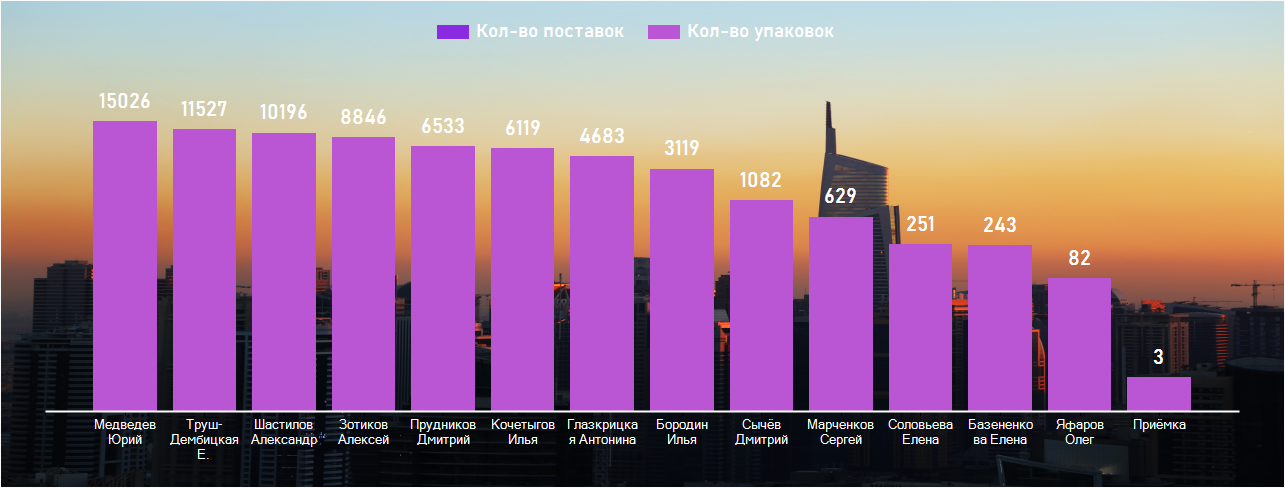 Кол-во поставок Кол-во упаковок
15026 11527 10196 8846 6533 6119 4683 3119 1082 629 251 243 82 3
Медведев Труш- Шастилов Зотиков Прудников Кочетыгов Глазкрицка Бородин Сычёв Марченков Соловьева Базененко Яфаров Приёмка
Юрий Дембицкая Александр Алексей Дмитрий Илья я Антонина Илья Дмитрий Сергей Елена ва Елена Олег
Е.